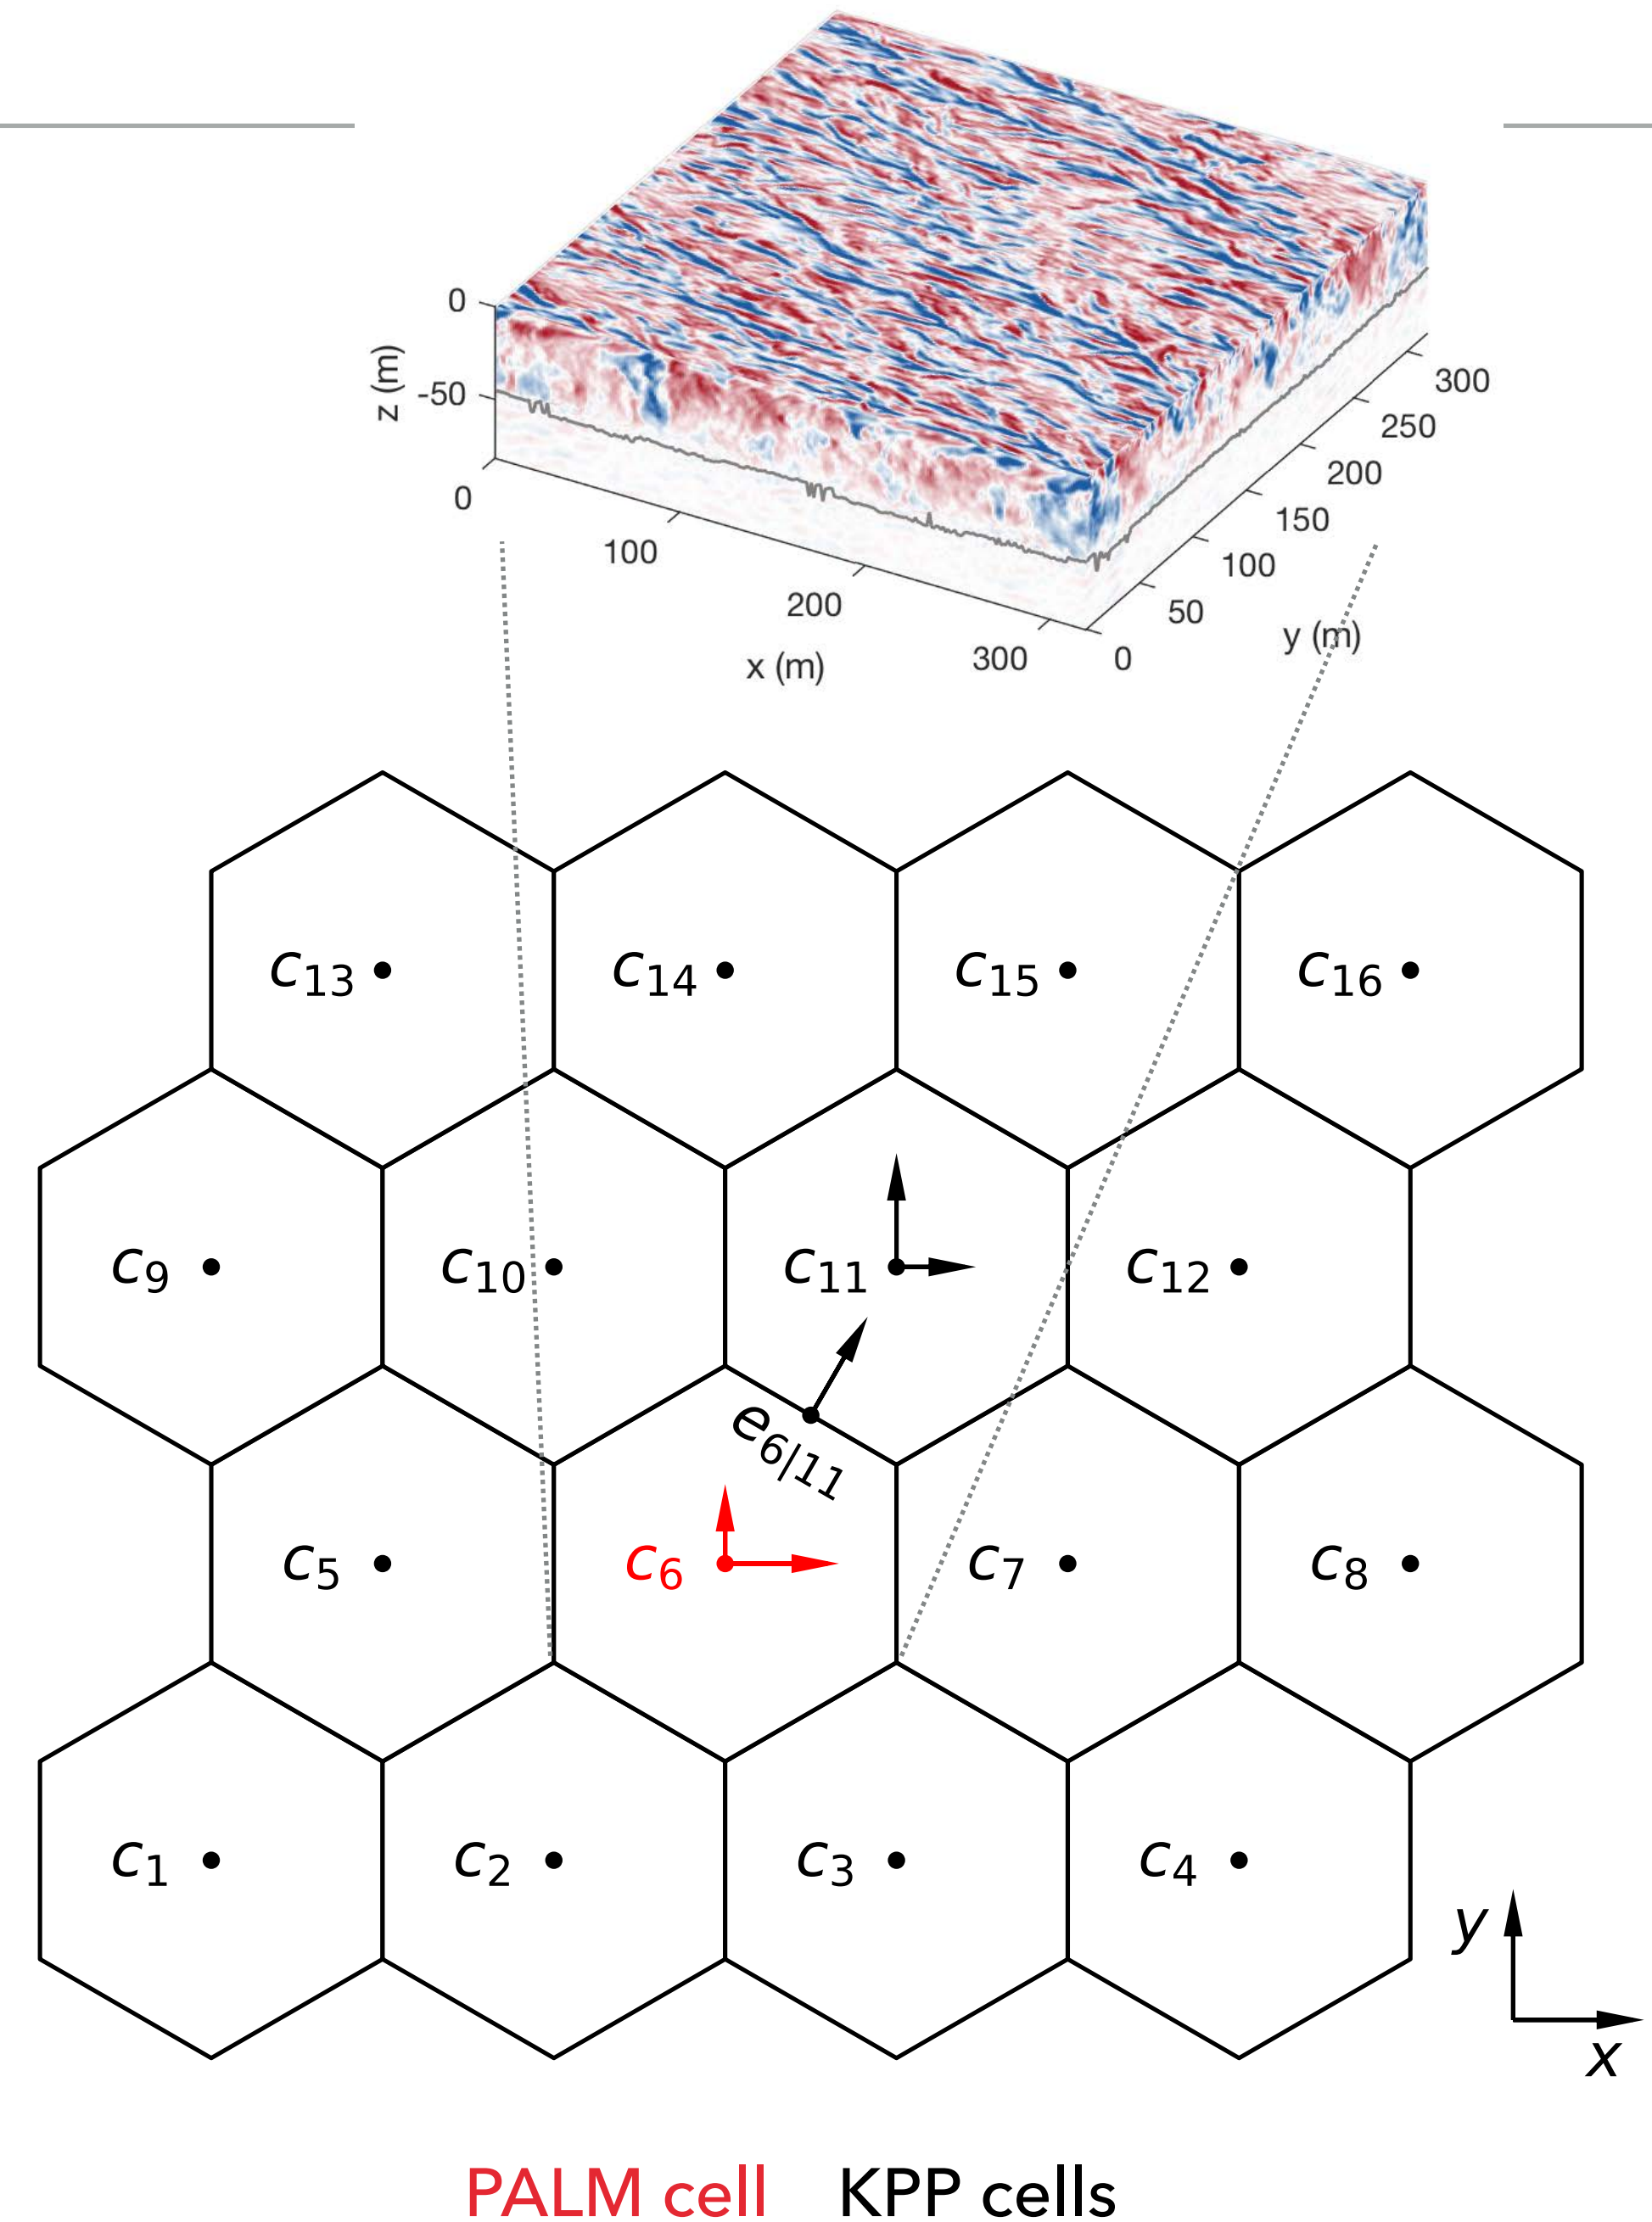 0
z (m)
-50
0
100
200
300
x (m)
0
50
100
150
200
250
300
y (m)
c13 c14 c15 c16
c9 c10 c11 c12
e6|11
c5 c6 c7 c8
c1 c2 c3 c4
y
x
PALM cell KPP cells